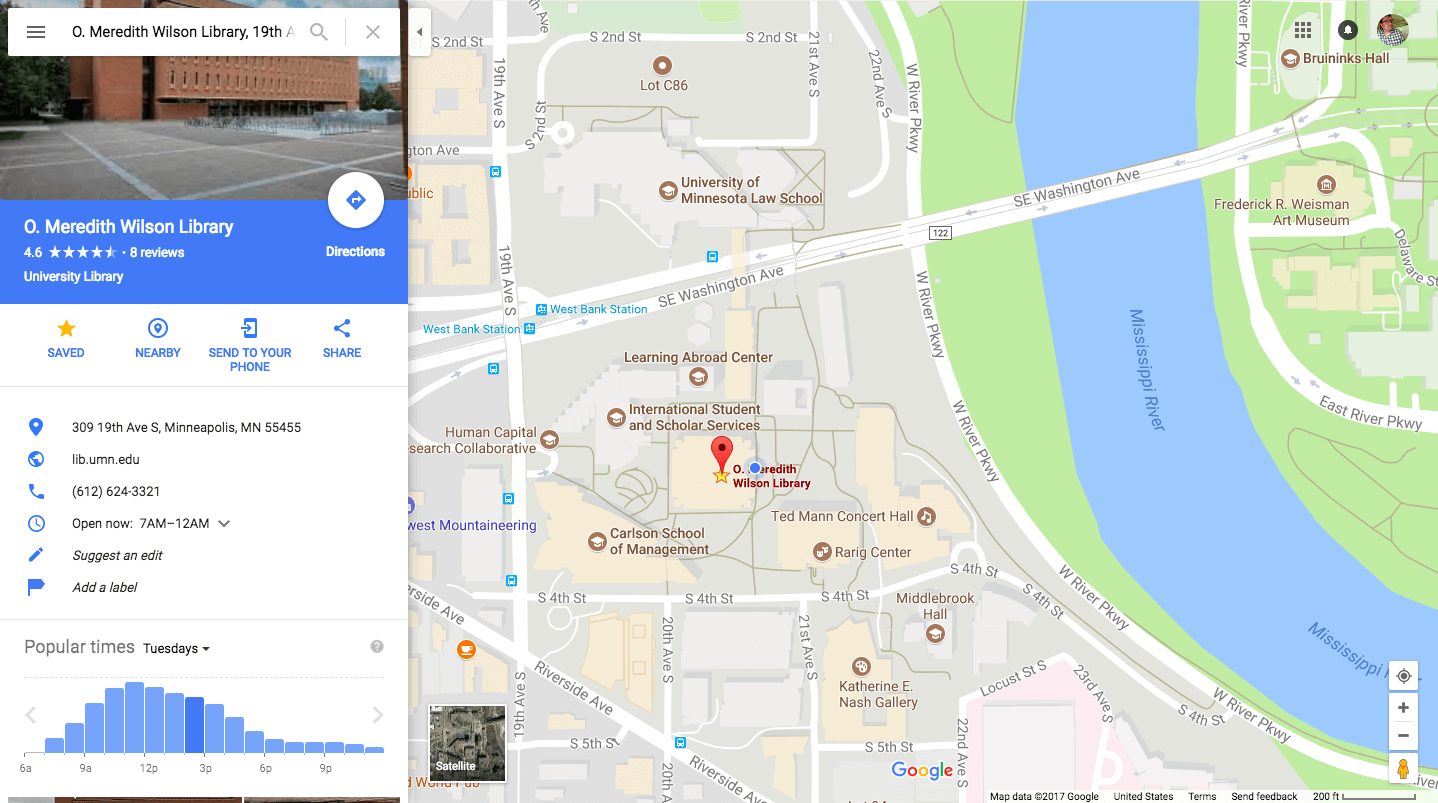 O. Meredith Wilson Library, 19th A
O. Meredith Wilson Library
4.6
· 8 reviews
University Library
Directions
SAVED
NEARBY
SEND TO YOUR
PHONE
SHARE
309 19th Ave S, Minneapolis, MN 55455
lib.umn.edu
(612) 624-3321
Open now: 7AM–12AM
Suggest an edit
Add a label
Popular times
Tuesdays
?
6a
9a
12p
3p
6p
9p
S 2nd St
S 2nd St
S 2nd St
19th Ave S
21st Ave S
22nd Ave S
W River Pkwy
W River Pkwy
Lot C86
S 2nd St
Bruininks Hall
gton Ave
ublic
University of
Minnesota Law School
SE Washington Ave
Frederick R. Weisman
Art Museum
122
Delaware St
19th Ave S
SE Washington Ave
W River Pkwy
West Bank Station
West Bank Station
Mississippi River
Learning Abroad Center
International Student
and Scholar Services
East River Pkwy
W River Pkwy
Human Capital
search Collaborative
Wilson Library
west Mountaineering
Ted Mann Concert Hall
Carlson School
of Management
Rarig Center
S 4th St
W River Pkwy
S 4th St
S 4th St
S 4th St
S 4th St
Riverside Ave
Middlebrook
Hall
20th Ave S
21st Ave S
Mississippi
Riverside Ave
Katherine E.
Nash Gallery
Locust St S
23rd Ave S
W River Pkwy
S 4th St
19th Ave S
S 5th St
S 5th St
20th Ave S
22nd Ave S
Riverside Ave
Satellite
Google
d World Pub
Map data ©2017 Google
United States
Terms
Send feedback
200 ft